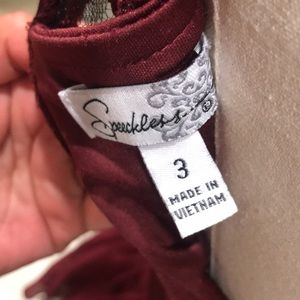 Speechless
®
3
MADE IN
VIETNAM